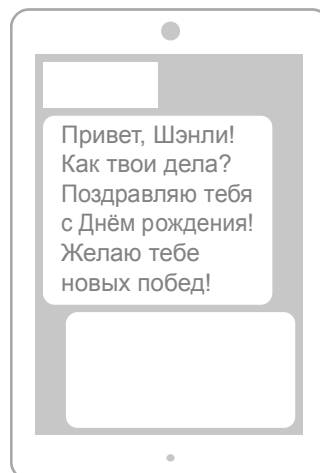 Привет, Шэнли!
Как твои дела?
Поздравляю тебя
с Днём рождения!
Желаю тебе
новых побед!